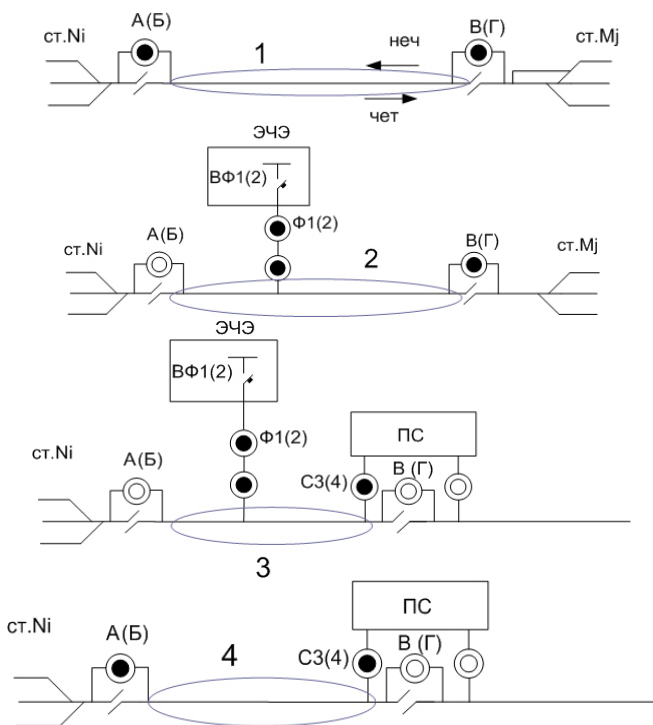 А(Б)
В(Г)
ст.Ni
ст.Mj
1
неч
чет
ЭЧЭ
ВФ1(2)
Ф1(2)
ст.Ni
А(Б)
2
В(Г)
ст.Mj
ЭЧЭ
ВФ1(2)
Ф1(2)
ПС
ст.Ni
А(Б)
С3(4)
В (Г)
3
ПС
ст.Ni
А(Б)
4
С3(4)
В (Г)